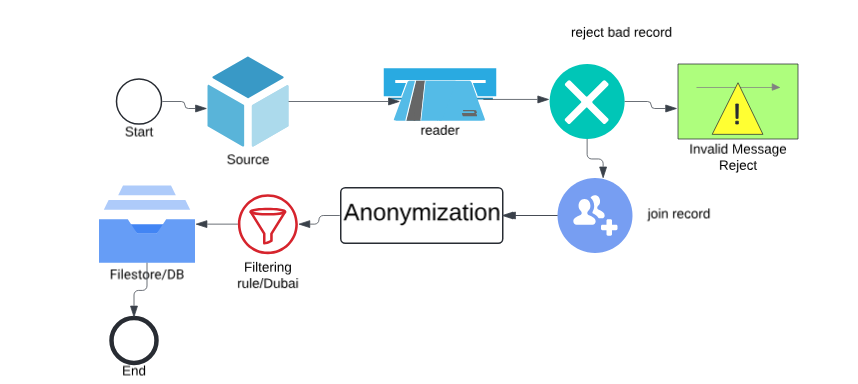 reject bad record
Start
Source
reader
Invalid Message
Reject
join record
Anonymization
Filtering
rule/Dubai
Filestore/DB
End